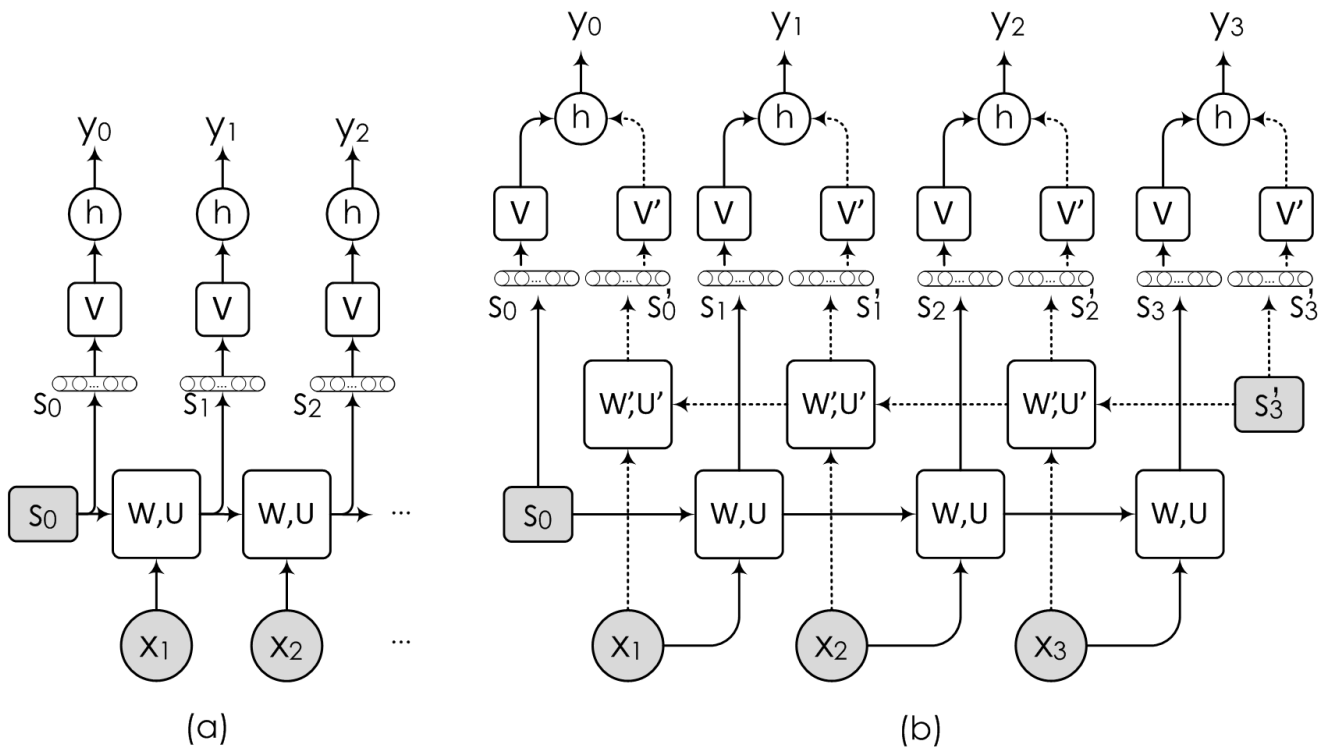 y0 y1 y2 y3
h h h h
y0 y1 y2
h h h
V V' V V' V V' V V'
... ... ... ... ... ... ... ...
s0 s'0 s1 s'1 s2 s'2 s3 s'3
V V V
... ... ...
s0 s1 s2
W',U' W',U' W',U' s'3
s0 W,U W,U ...
s0 W,U W,U W,U
x1 x2 ...
x1 x2 x3
(a)
(b)